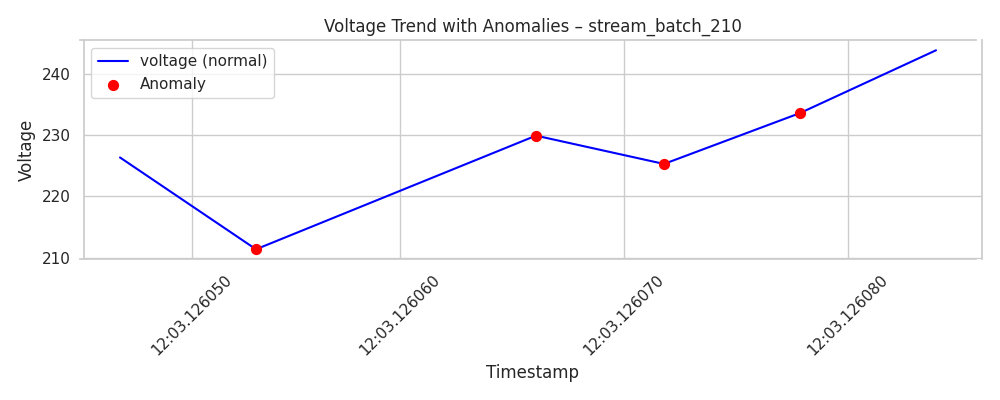 Voltage Trend with Anomalies – stream_batch_210
voltage (normal)
Anomaly
Voltage
240
230
220
210
12:03.126050
12:03.126060
12:03.126070
12:03.126080
Timestamp